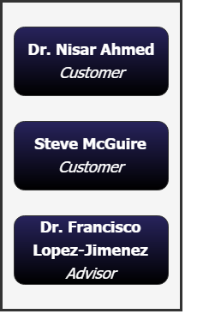 Dr. Nisar Ahmed
Customer
Steve McGuire
Customer
Dr. Francisco
Lopez-Jimenez
Advisor